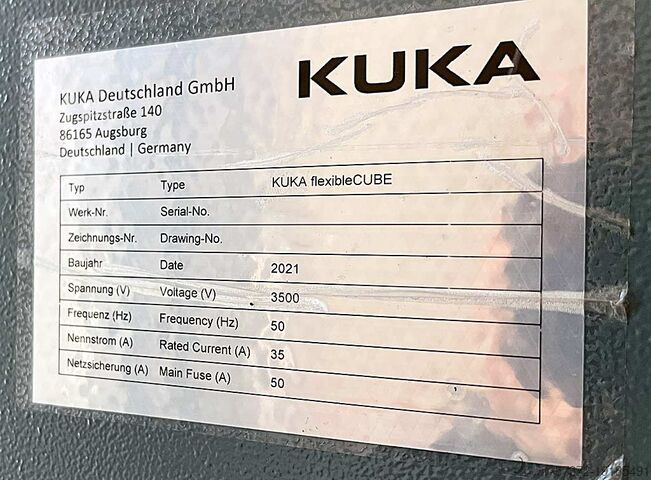 KUKA Deutschland GmbH
Zugspitzstraße 140
86165 Augsburg
Deutschland | Germany
KUKA
Typ Type KUKA flexibleCUBE
Werk-Nr. Serial-No.
Zeichnungs-Nr. Drawing-No.
Baujahr Date 2021
Spannung (V) Voltage (V) 3500
Frequenz (Hz) Frequency (Hz) 50
Nennstrom (A) Rated Current (A) 35
Netzsicherung (A) Main Fuse (A) 50